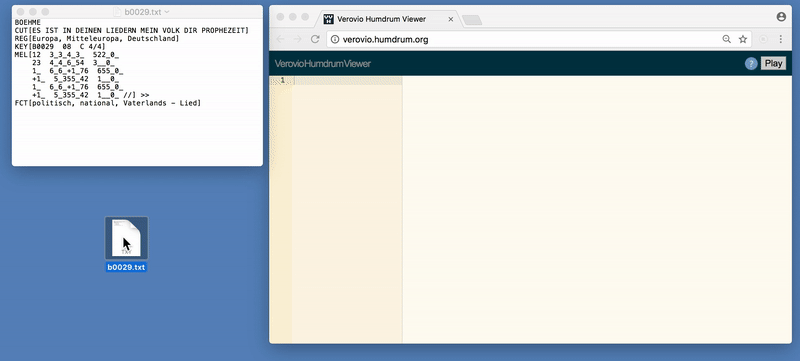 b0029.txt
BOEHME
CUT[ES IST IN DEINEN LIEDERN MEIN VOLK DIR PROPHEZEIT]
REG[Europa, Mitteleuropa, Deutschland]
KEY[B0029  08  C 4/4]
MEL[12  3_3_4_3_  522_0_
    23  4_4_6_54  3__0_
    1_  6_6_+1_76  655_0_
    +1_  5_355_42  1__0_
    1_  6_6_+1_76  655_0_
    +1_  5_355_42  1__0_ //] >>
FCT[politisch, national, Vaterlands - Lied]
TXT
b0029.txt
Verovio Humdrum Viewer
verovio.humdrum.org
VerovioHumdrumViewer
?
Play
1